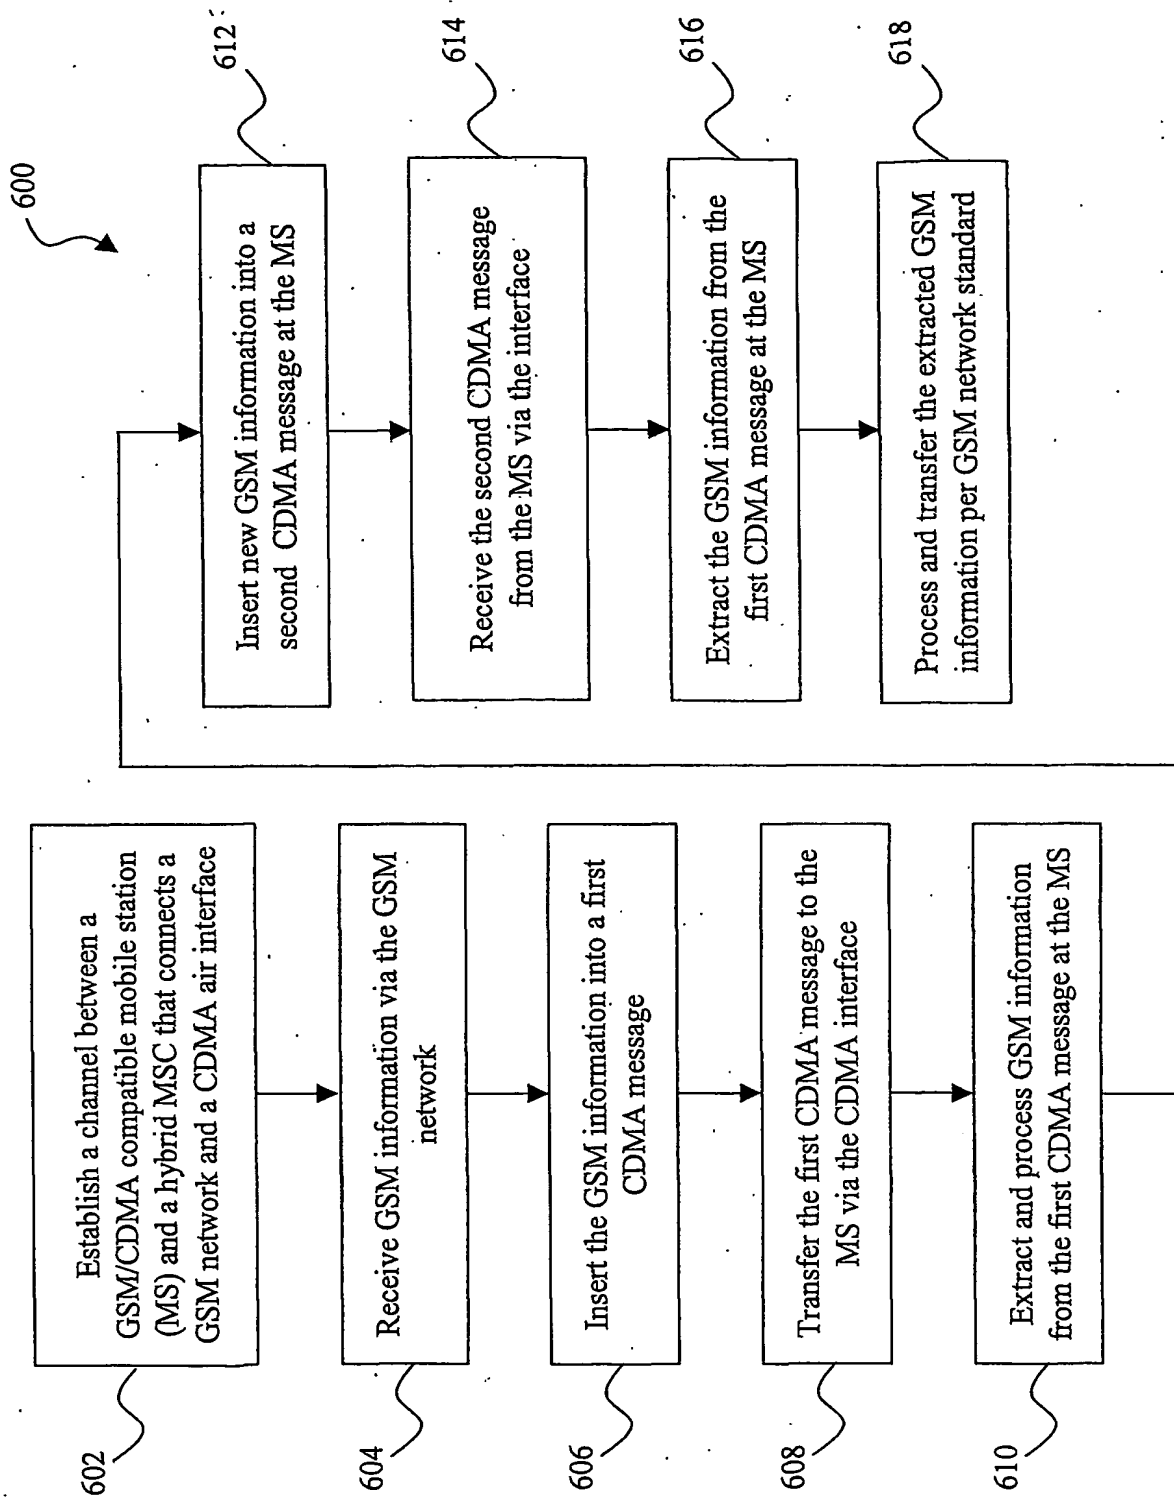 600
602
Establish a channel between a
GSM/CDMA compatible mobile station
(MS) and a hybrid MSC that connects a
GSM network and a CDMA air interface
604
Receive GSM information via the GSM
network
606
Insert the GSM information into a first
CDMA message
608
Transfer the first CDMA message to the
MS via the CDMA interface
610
Extract and process GSM information
from the first CDMA message at the MS
612
Insert new GSM information into a
second CDMA message at the MS
614
Receive the second CDMA message
from the MS via the interface
616
Extract the GSM information from the
first CDMA message at the MS
618
Process and transfer the extracted GSM
information per GSM network standard